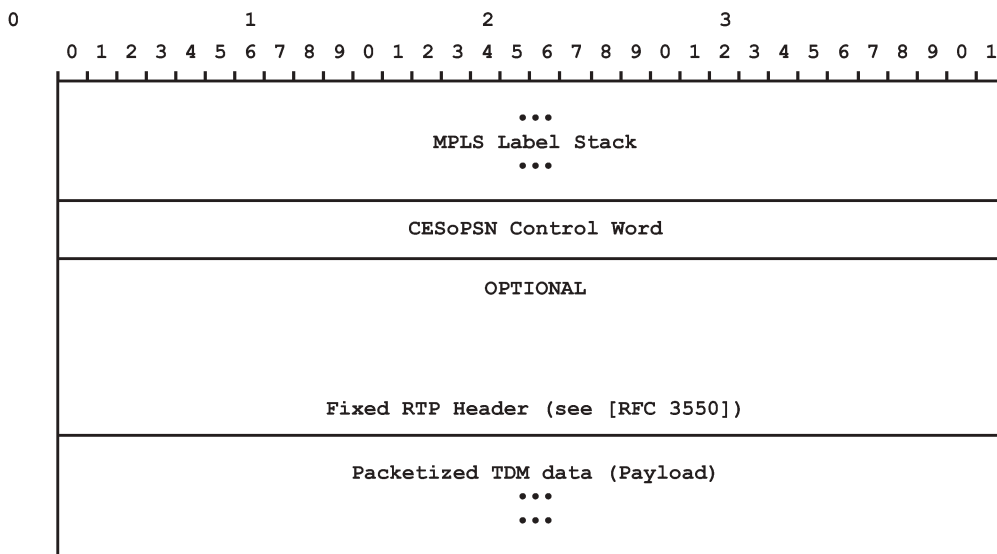 0 1 2 3
0 1 2 3 4 5 6 7 8 9 0 1 2 3 4 5 6 7 8 9 0 1 2 3 4 5 6 7 8 9 0 1
...
MPLS Label Stack
...
CESoPSN Control Word
OPTIONAL
Fixed RTP Header (see [RFC 3550])
Packetized TDM data (Payload)
...
...